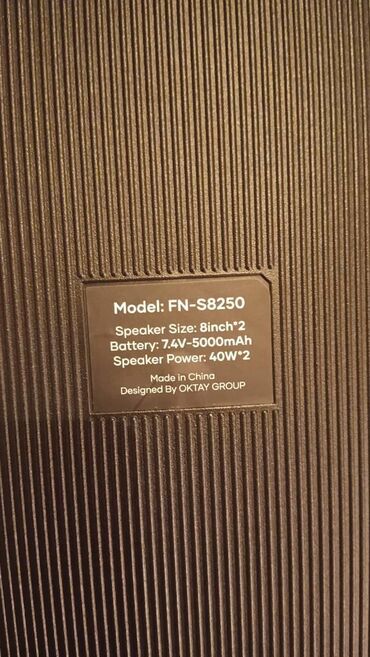 Model: FN-S8250
Speaker Size: 8inch*2
Battery: 7.4V-5000mAh
Speaker Power: 40W*2
Made in China
Designed By OKTAY GROUP